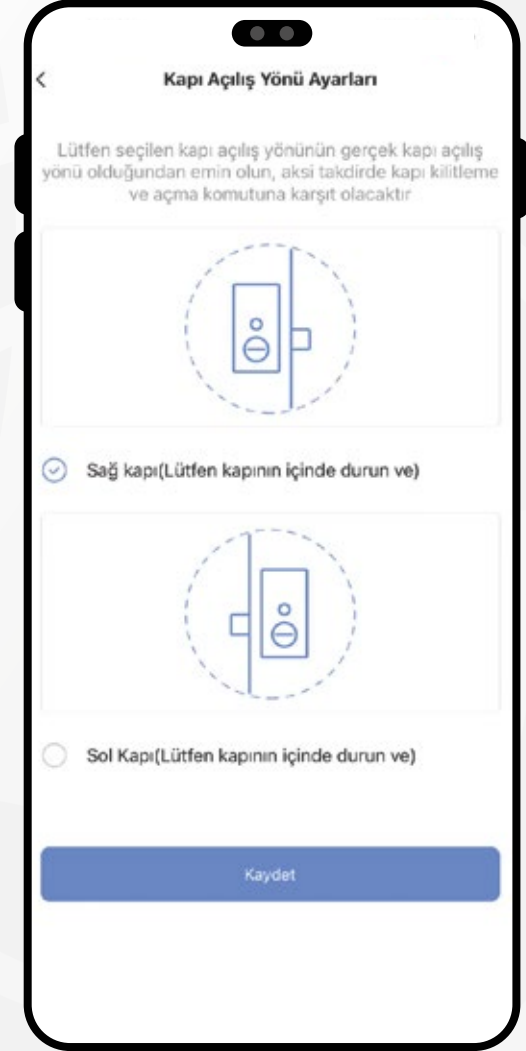 Kapı Açılış Yönü Ayarları
Lütfen seçilen kapı açılış yönünün gerçek kapı açılış
yönü olduğundan emin olun, aksi takdirde kapı kilitleme
ve açma komutuna karşıt olacaktır
Sağ kapı(Lütfen kapının içinde durun ve)
Sol Kapı(Lütfen kapının içinde durun ve)
Kaydet